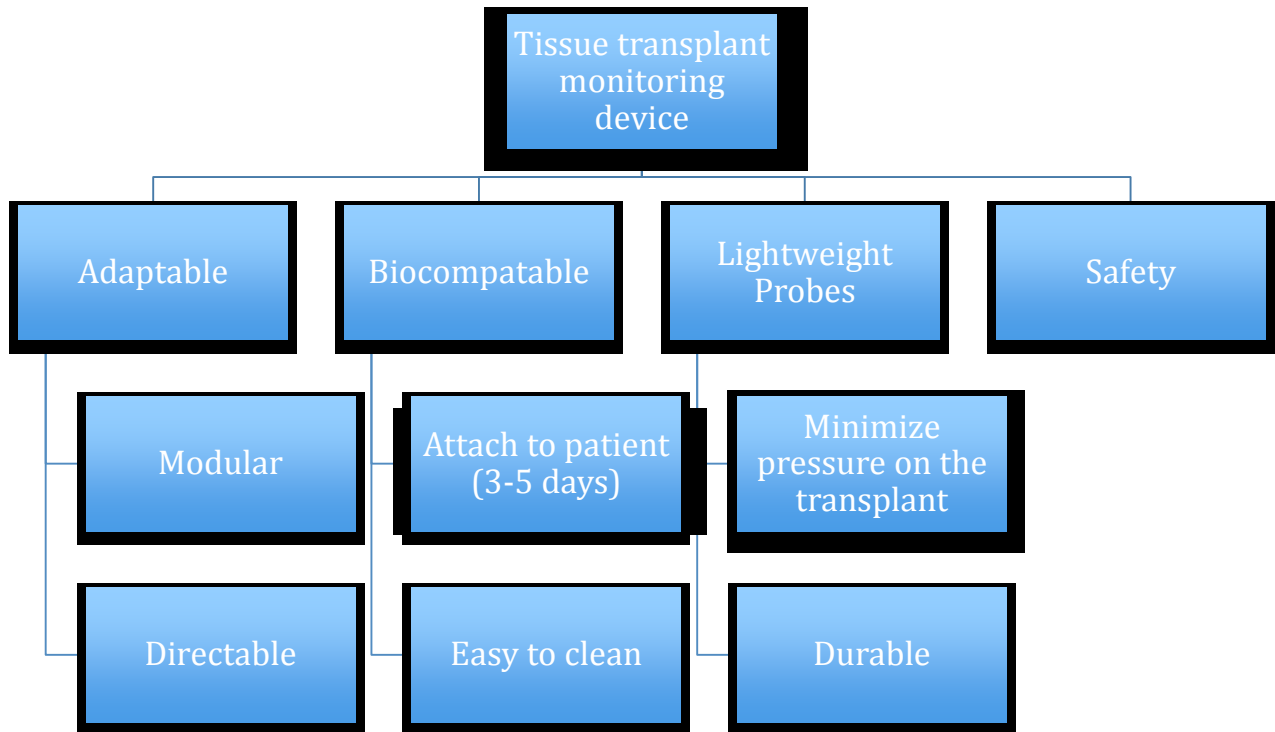 Tissue transplant
monitoring
device
Adaptable
Biocompatable
Lightweight
Probes
Safety
Modular
Attach to patient
(3-5 days)
Minimize
pressure on the
transplant
Directable
Easy to clean
Durable